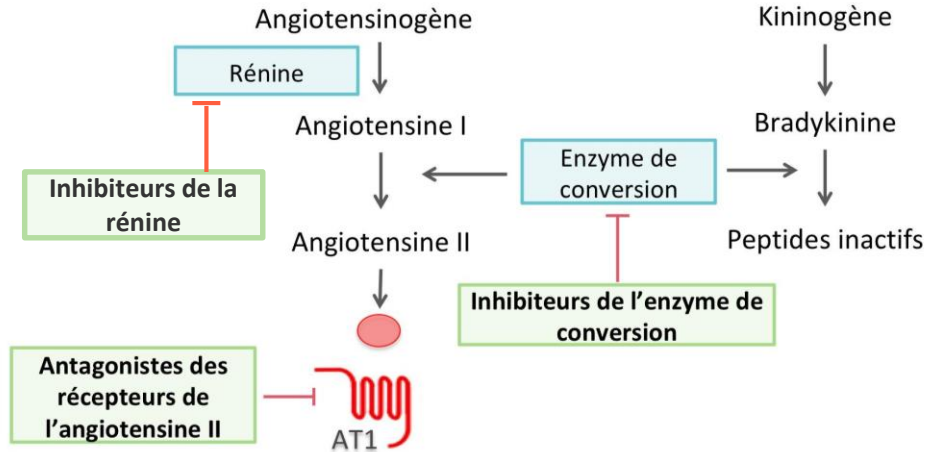 Angiotensinogène
Kininogène
Rénine
Angiotensine I
Bradykinine
Enzyme de
conversion
Inhibiteurs de la
rénine
Angiotensine II
Peptides inactifs
Inhibiteurs de l’enzyme de
conversion
Antagonistes des
récepteurs de
l’angiotensine II
AT1